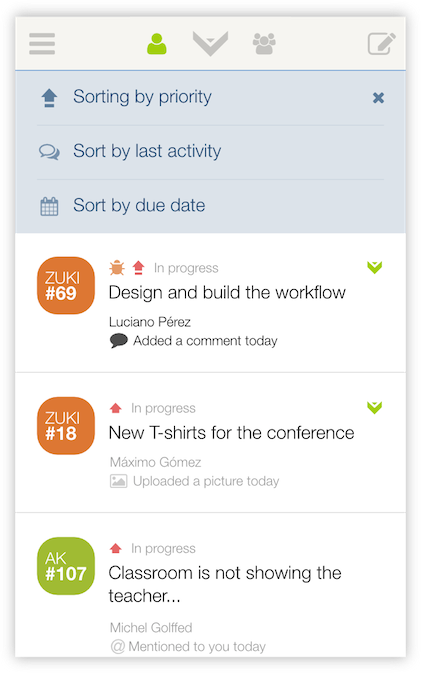 Sorting by priority
Sort by last activity
Sort by due date
ZUKI
#69
In progress
Design and build the workflow
Luciano Pérez
Added a comment today
ZUKI
#18
In progress
New T-shirts for the conference
Máximo Gómez
Uploaded a picture today
AK
#107
In progress
Classroom is not showing the
teacher...
Michel Golffed
@ Mentioned to you today